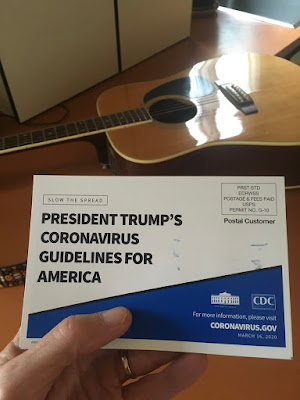 SLOW THE SPREAD
PRESIDENT TRUMP'S
CORONAVIRUS
GUIDELINES FOR
AMERICA
PRST STD
ECRWSS
POSTAGE & FEES PAID
USPS
PERMIT NO. G-10
Postal Customer
CDC
For more information, please visit
CORONAVIRUS.GOV
MARCH 16, 2020